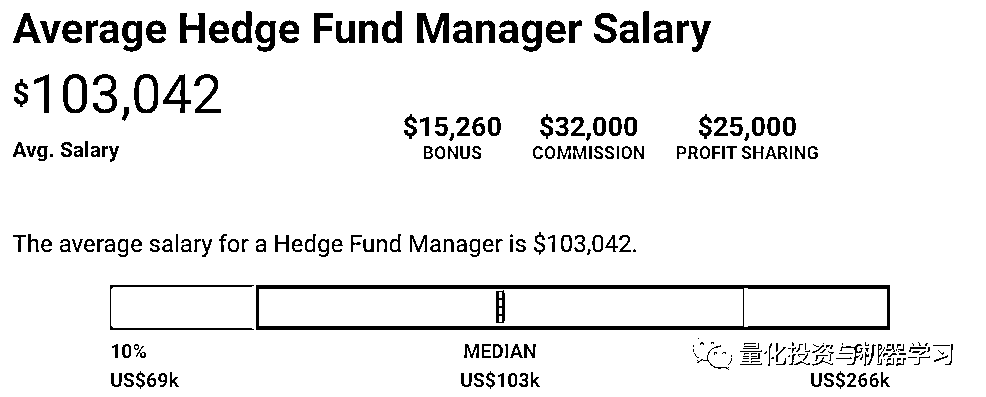 Average Hedge Fund Manager Salary
$103,042
Avg. Salary
$15,260 $32,000 $25,000
BONUS COMMISSION PROFIT SHARING
The average salary for a Hedge Fund Manager is $103,042.
10% MEDIAN
量化投资与机器学习
US$69k US$103k US$266k